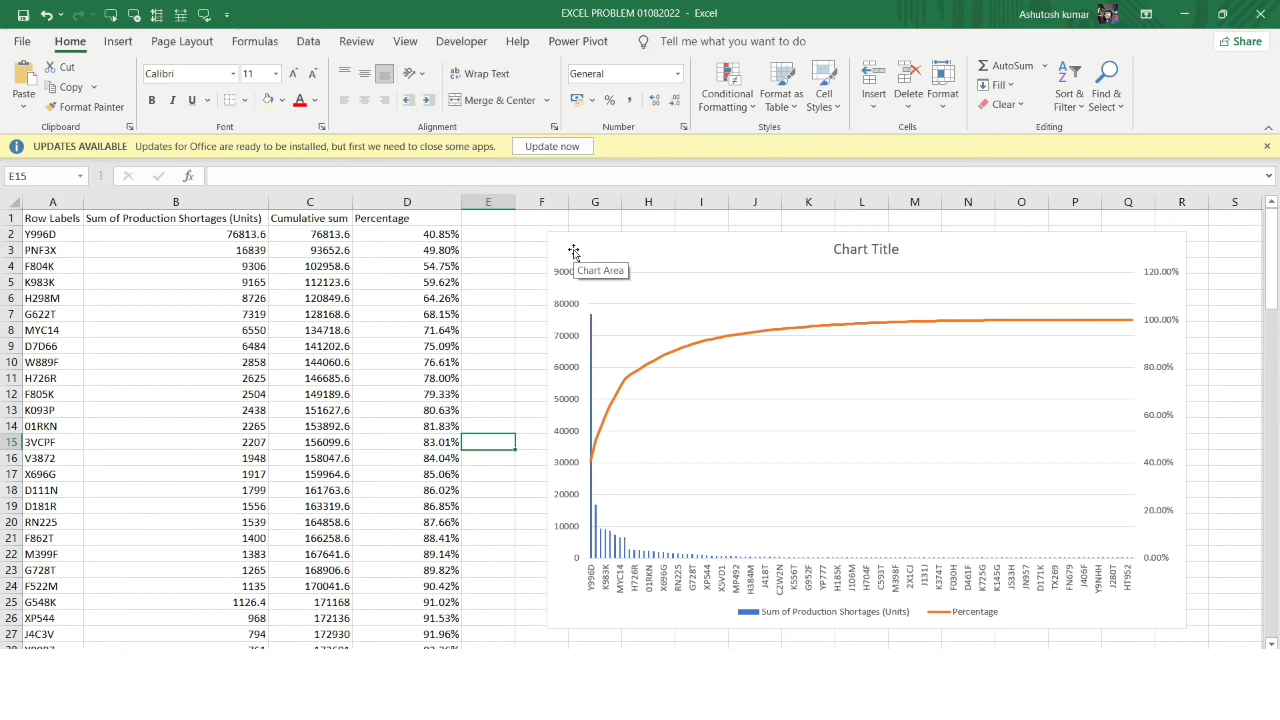 EXCEL PROBLEM 01082022 - Excel
Ashutosh kumar
File Home Insert Page Layout Formulas Data Review View Developer Help Power Pivot Tell me what you want to do Share
Paste
Cut
Copy
Format Painter
Clipboard
Calibri 11
B I U
Font
Wrap Text
Merge & Center
Alignment
General
%
Number
Conditional Formatting
Format as Table
Cell Styles
Styles
Insert Delete Format
Cells
AutoSum
Fill
Clear
Sort & Filter
Find & Select
Editing
UPDATES AVAILABLE Updates for Office are ready to be installed, but first we need to close some apps. Update now
E15 fx
A B C D E F G H I J K L M N O P Q R S
1 Row Labels Sum of Production Shortages (Units) Cumulative sum Percentage
2 Y996D 76813.6 76813.6 40.85%
3 PNF3X 16839 93652.6 49.80%
4 F804K 9306 102958.6 54.75%
5 K983K 9165 112123.6 59.62%
6 H298M 8726 120849.6 64.26%
7 G622T 7319 128168.6 68.15%
8 MYC14 6550 134718.6 71.64%
9 D7D66 6484 141202.6 75.09%
10 W889F 2858 144060.6 76.61%
11 H726R 2625 146685.6 78.00%
12 F805K 2504 149189.6 79.33%
13 K093P 2438 151627.6 80.63%
14 01RKN 2265 153892.6 81.83%
15 3VCPF 2207 156099.6 83.01%
16 V3872 1948 158047.6 84.04%
17 X696G 1917 159964.6 85.06%
18 D111N 1799 161763.6 86.02%
19 D181R 1556 163319.6 86.85%
20 RN225 1539 164858.6 87.66%
21 F862T 1400 166258.6 88.41%
22 M399F 1383 167641.6 89.14%
23 G728T 1265 168906.6 89.82%
24 F522M 1135 170041.6 90.42%
25 G548K 1126.4 171168 91.02%
26 XP544 968 172136 91.53%
27 J4C3V 794 172930 91.96%
Chart Title
Chart Area
9000
80000
70000
60000
50000
40000
30000
20000
10000
0
120.00%
100.00%
80.00%
60.00%
40.00%
20.00%
0.00%
Y996D
K983K
MYC14
H726R
01RKN
X696G
RN225
G728T
XP544
X5VD1
MP492
H384M
J418T
C2W2N
K556T
G952F
YP777
H185K
J106M
H704F
C593T
M398F
2X1CJ
J131J
K374T
F030H
D461F
K725G
K145G
J533H
JN957
D171K
TX269
FN679
J406F
Y9NHH
J280T
HT952
Sum of Production Shortages (Units) Percentage